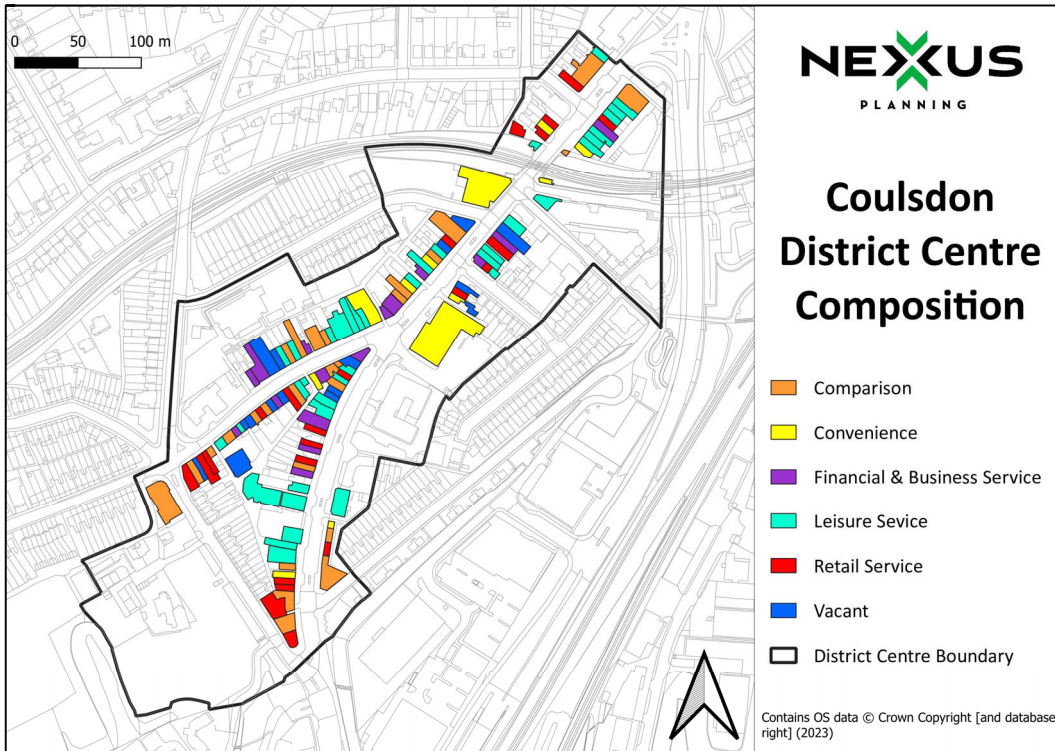 0 50 100 m
NEXUS
PLANNING
Coulsdon
District Centre
Composition
Comparison
Convenience
Financial & Business Service
Leisure Sevice
Retail Service
Vacant
District Centre Boundary
Contains OS data © Crown Copyright [and database
right] (2023)